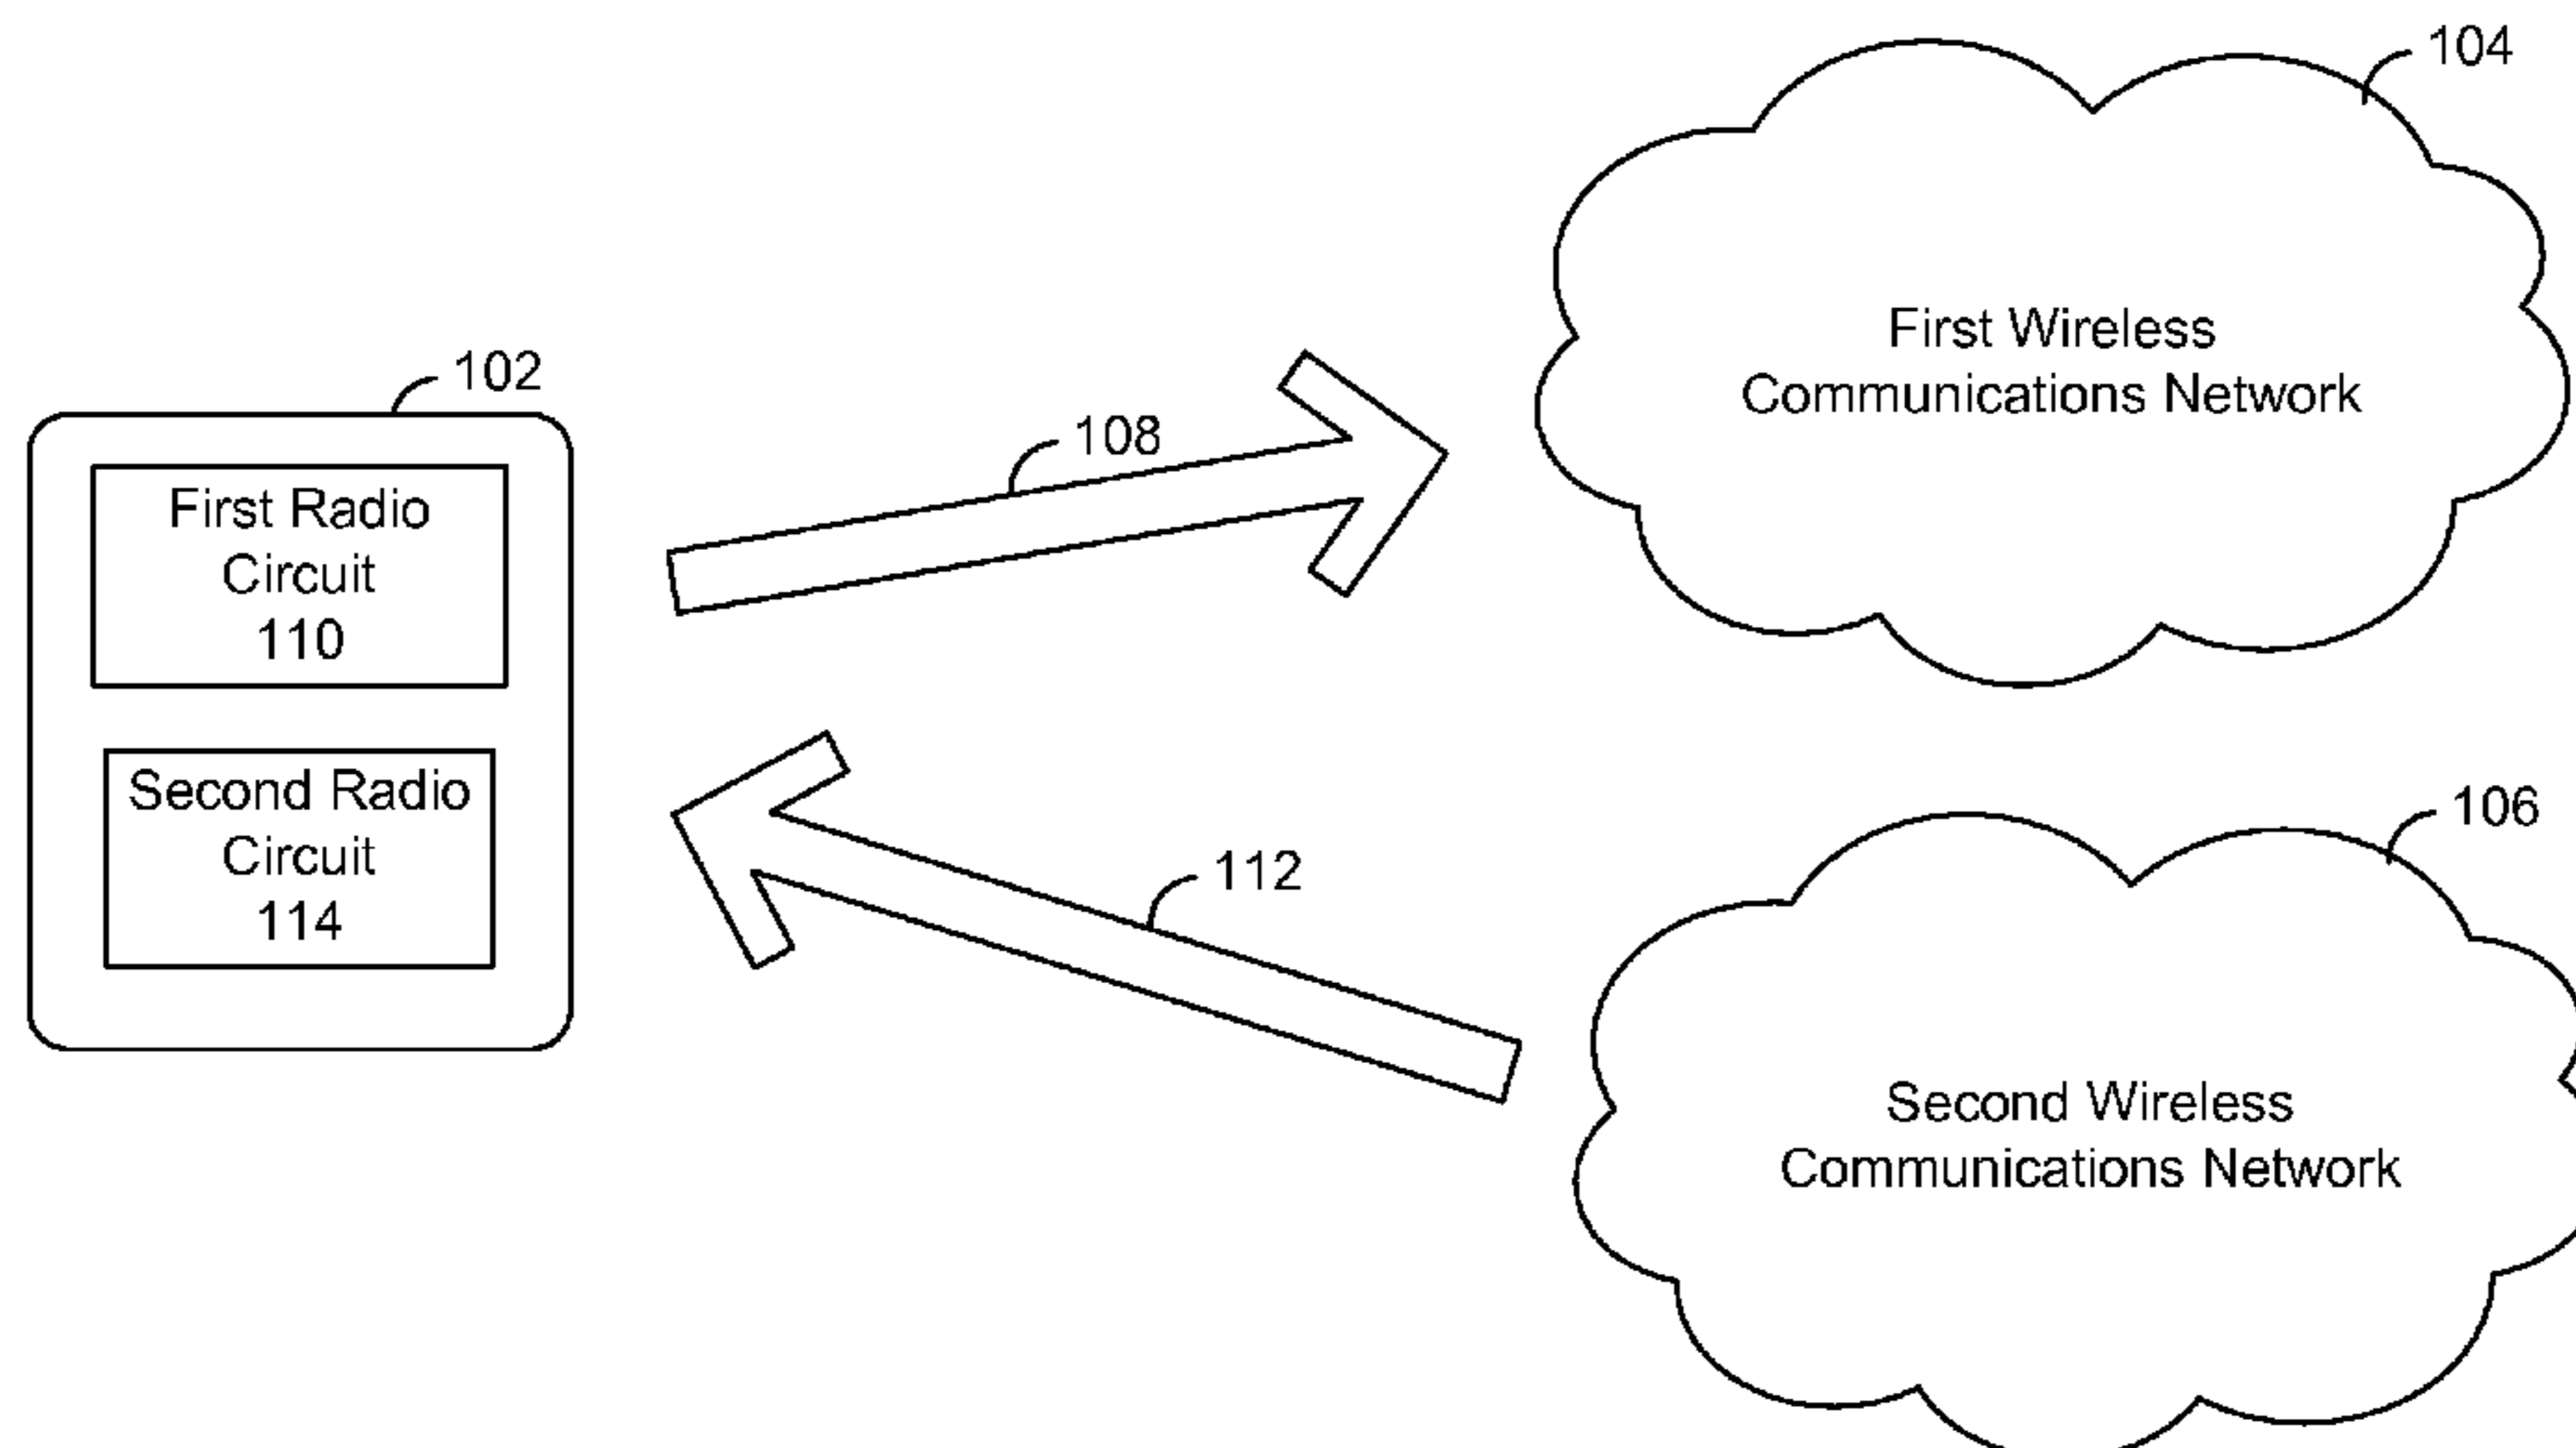 104
First Wireless
Communications Network
102
108
First Radio
Circuit
110
Second Radio
Circuit
114
112
106
Second Wireless
Communications Network